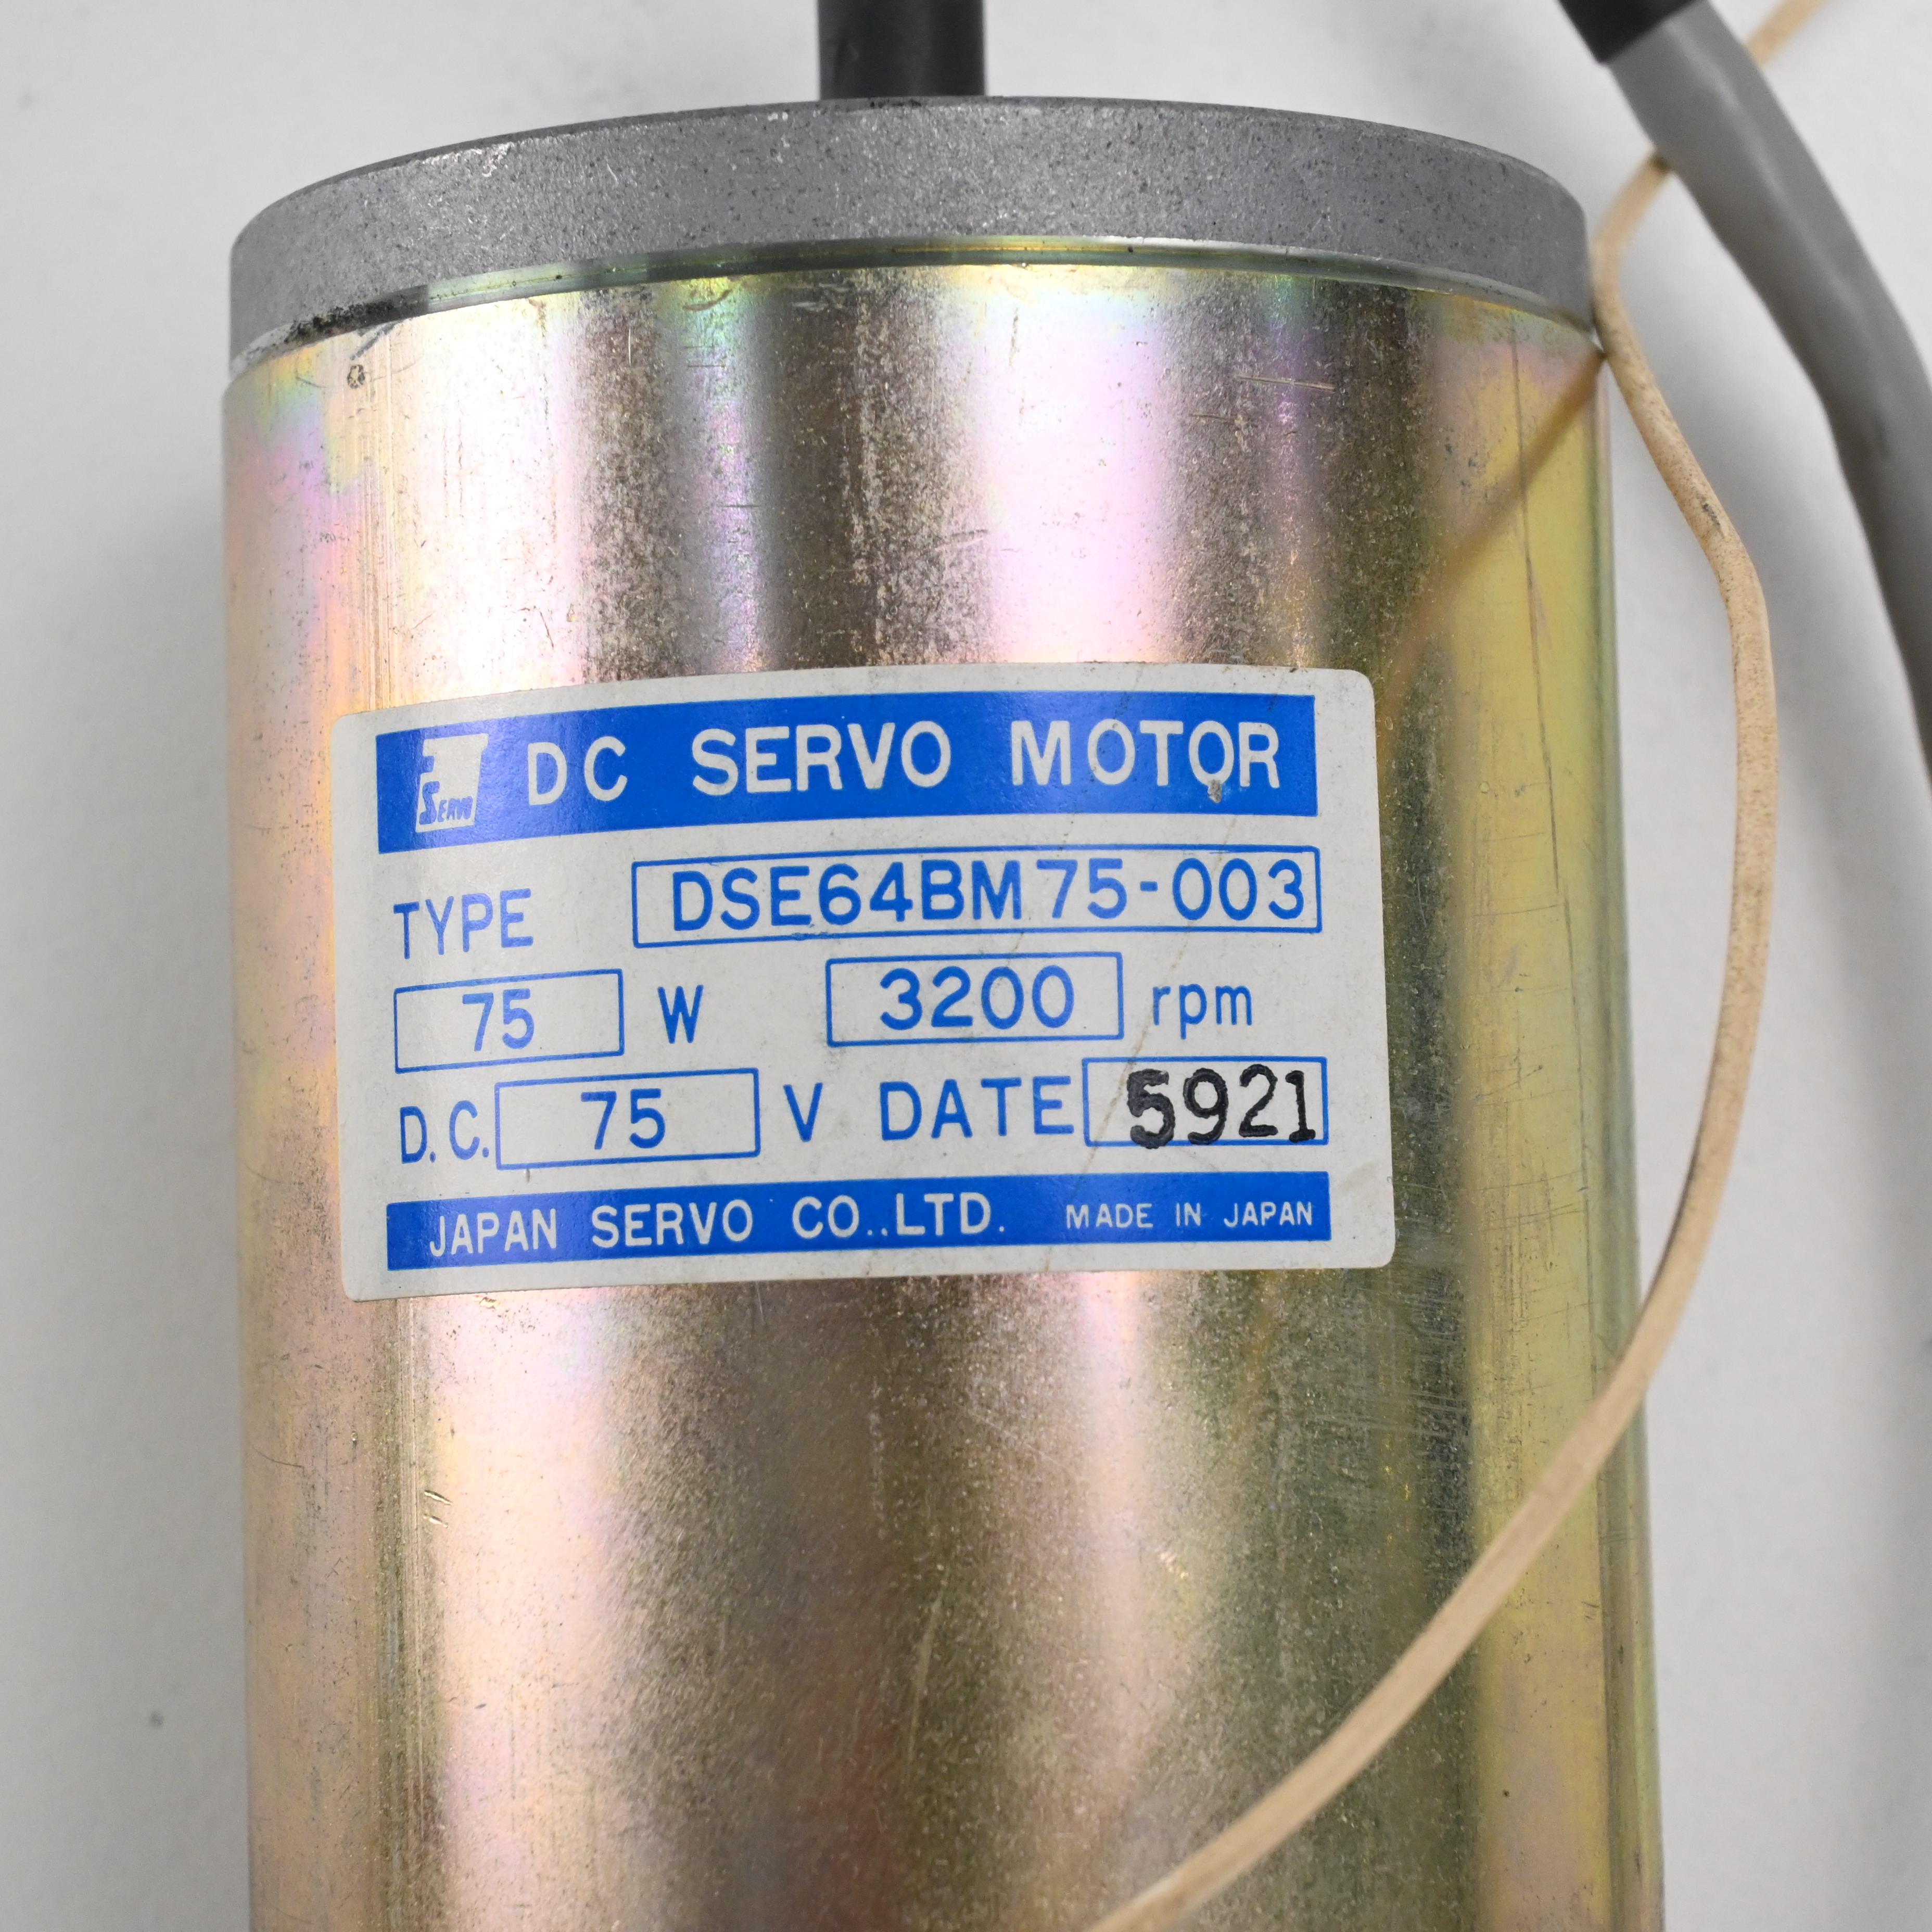 SERVO DC SERVO MOTOR
TYPE DSE64BM75-003
75 W 3200 rpm
D.C. 75 V DATE 5921
JAPAN SERVO CO.,LTD. MADE IN JAPAN